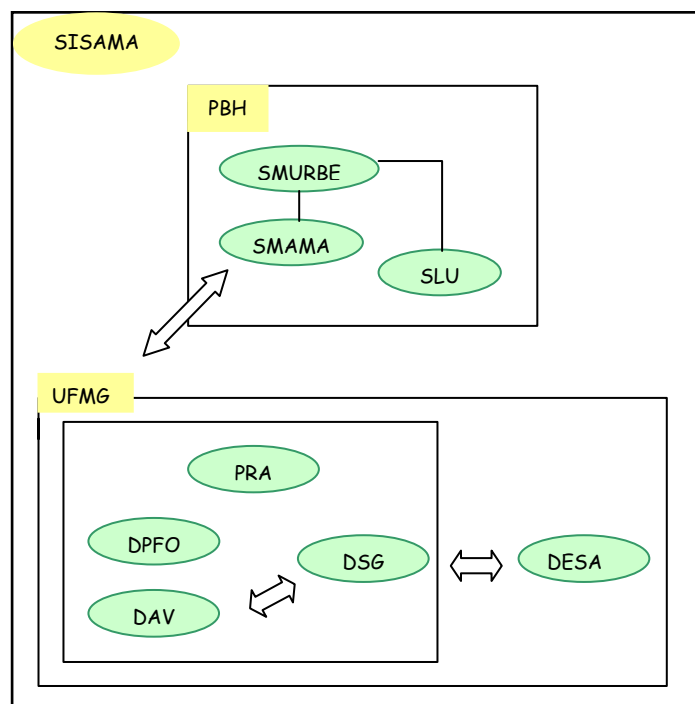 SISAMA
PBH
SMURBE
SMAMA
SLU
UFMG
PRA
DPFO
DSG
DESA
DAV